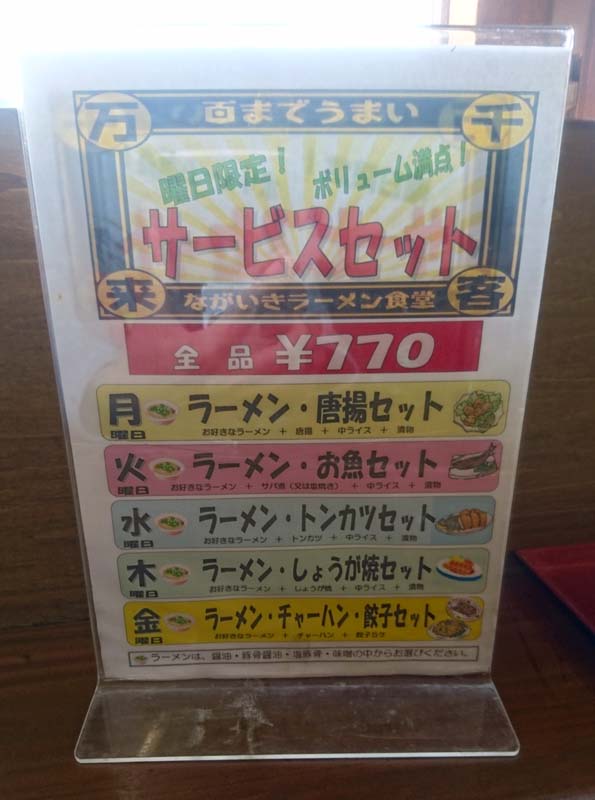 万 百までうまい 千
曜日限定! ボリューム満点!
サービスセット
来 ながいきラーメン食堂 客
全品 ¥770
月曜日 ラーメン・唐揚セット
お好きなラーメン + 唐揚 + 中ライス + 漬物
火曜日 ラーメン・お魚セット
お好きなラーメン + サバ煮(又は塩焼き) + 中ライス + 漬物
水曜日 ラーメン・トンカツセット
お好きなラーメン + トンカツ + 中ライス + 漬物
木曜日 ラーメン・しょうが焼セット
お好きなラーメン + しょうが焼 + 中ライス + 漬物
金曜日 ラーメン・チャーハン・餃子セット
お好きなラーメン + チャーハン + 餃子5ケ
ラーメンは、醤油・豚骨醤油・塩豚骨・味噌の中からお選びください。